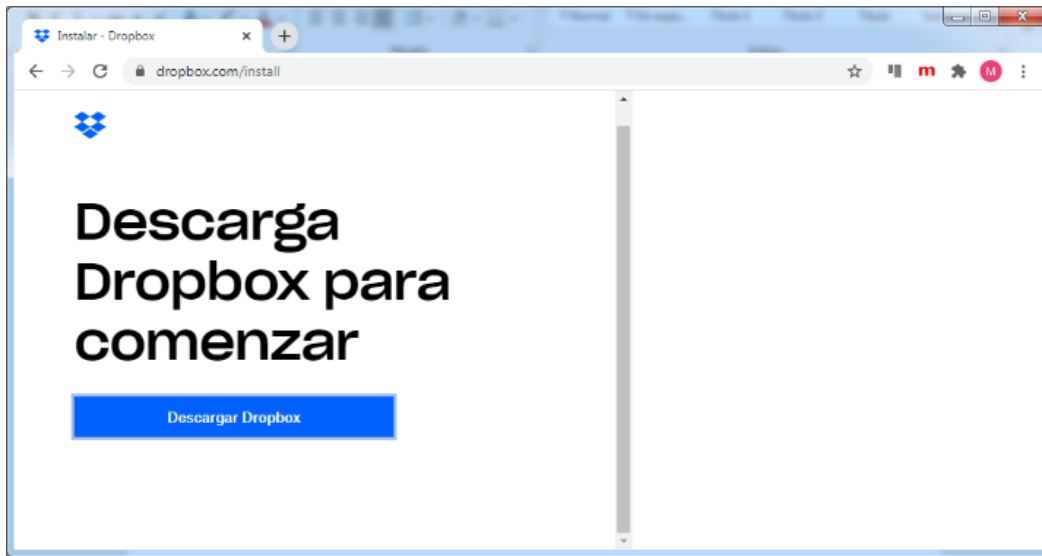 Instalar - Dropbox
dropbox.com/install
m
M
Descarga
Dropbox para
comenzar
Descargar Dropbox